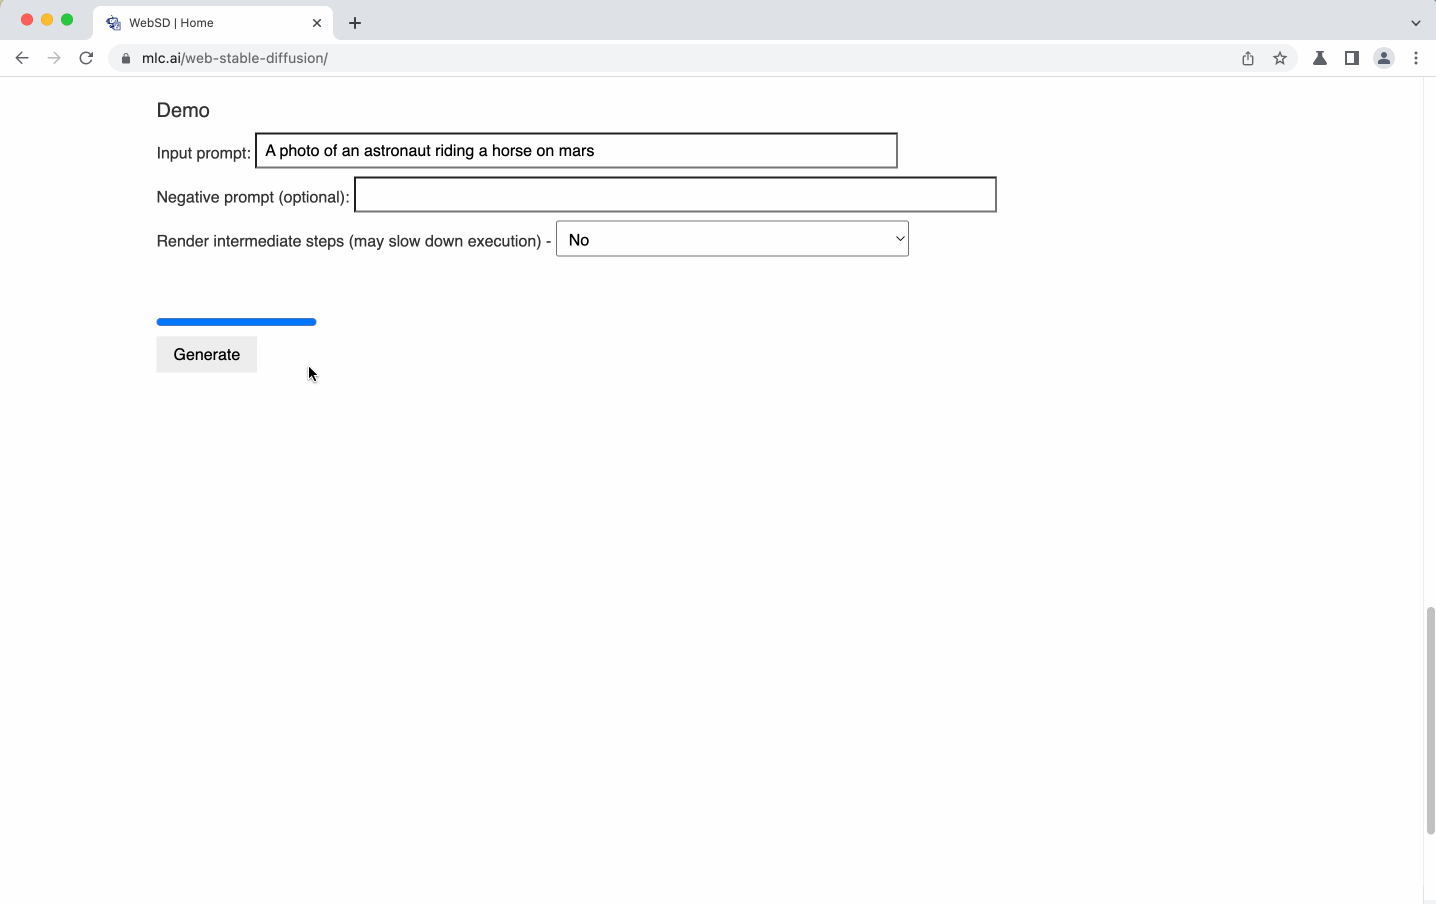 WebSD | Home
mlc.ai/web-stable-diffusion/
Demo
Input prompt: A photo of an astronaut riding a horse on mars
Negative prompt (optional):
Render intermediate steps (may slow down execution) - No
Generate